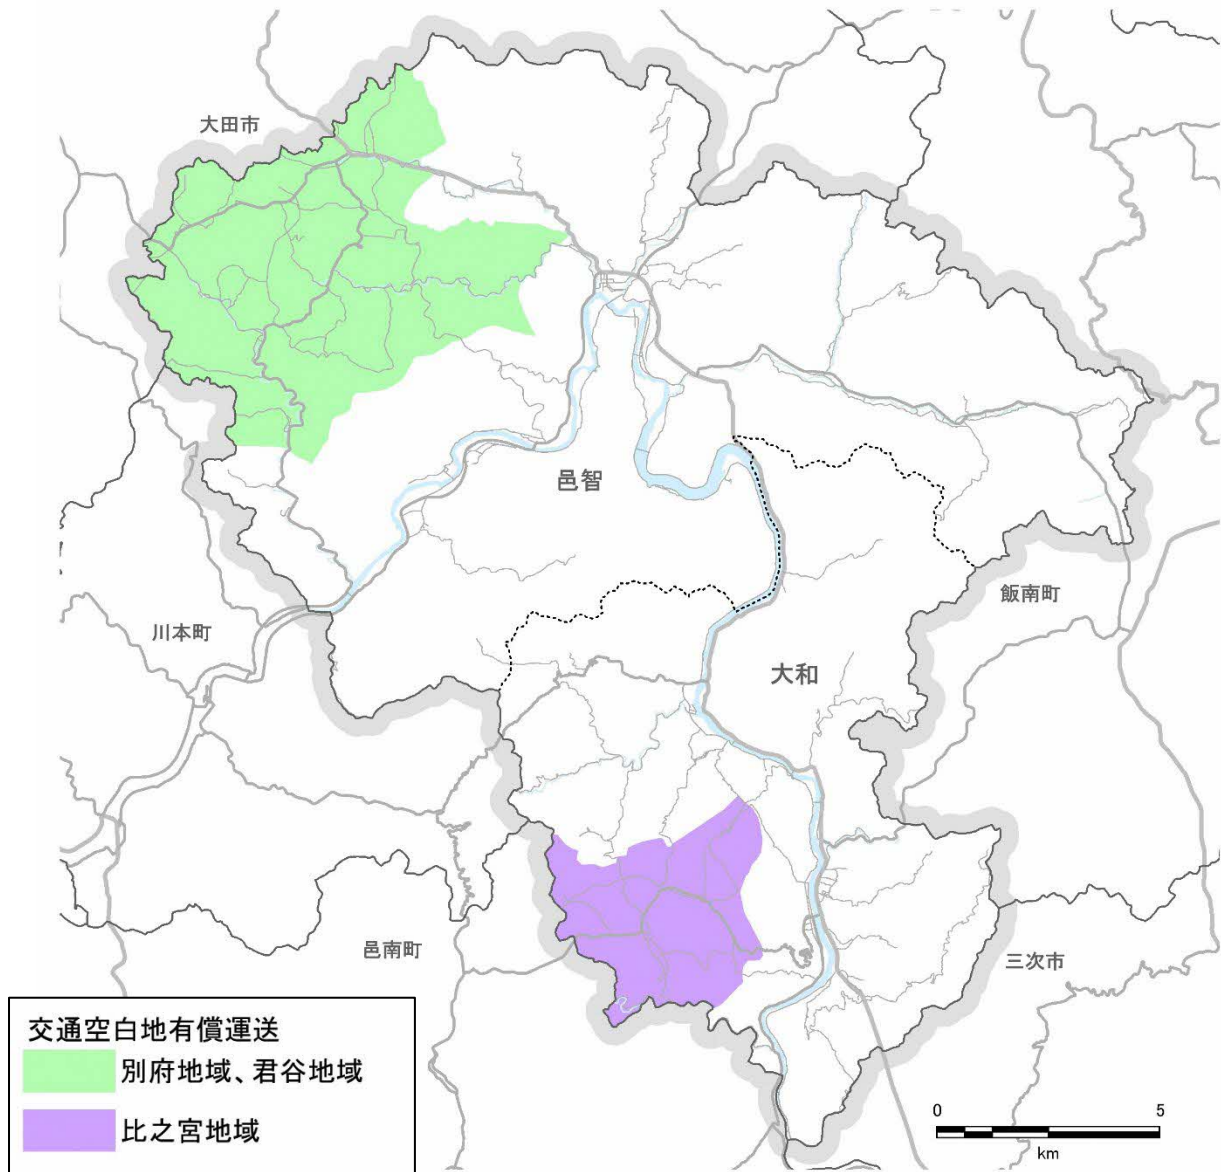 大田市
邑智
飯南町
川本町
大和
邑南町
三次市
交通空白地有償運送
別府地域、君谷地域
比之宮地域
0 5
km